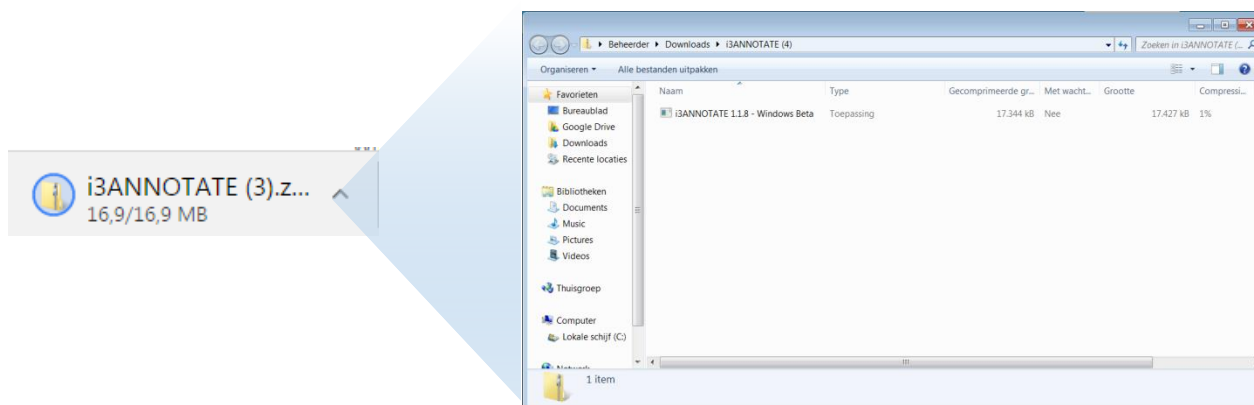 i3ANNOTATE (3).z...
16,9/16,9 MB
Beheerder ▸ Downloads ▸ i3ANNOTATE (4)
Zoeken in i3ANNOTATE (...
Organiseren
Alle bestanden uitpakken
Favorieten
Bureaublad
Google Drive
Downloads
Recente locaties
Bibliotheken
Documents
Music
Pictures
Videos
Thuisgroep
Computer
Lokale schijf (C:)
Naam Type Gecomprimeerde gr... Met wacht... Grootte Compressi...
i3ANNOTATE 1.1.8 - Windows Beta Toepassing 17.344 kB Nee 17.427 kB 1%
1 item